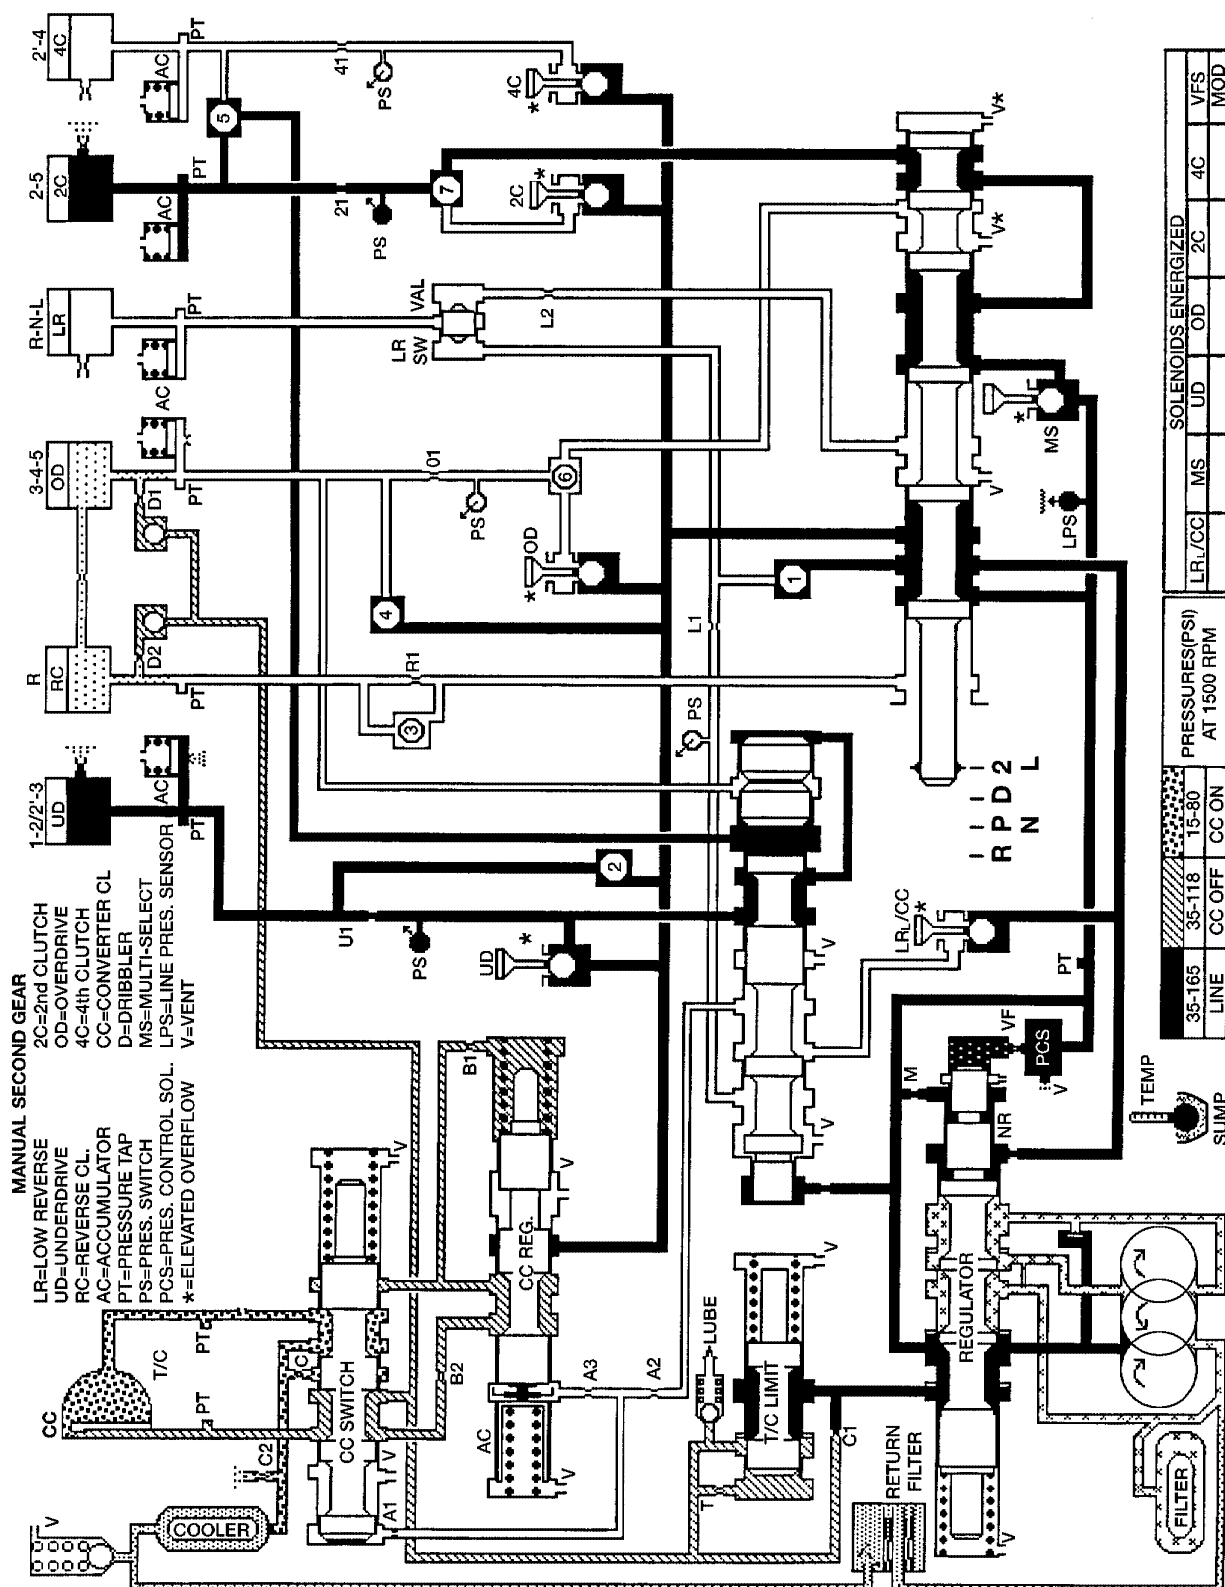 MANUAL SECOND GEAR
LR=LOW REVERSE
UD=UNDERDRIVE
RC=REVERSE CL.
AC=ACCUMULATOR
PT=PRESSURE TAP
PS=PRES. SWITCH
PCS=PRES. CONTROL SOL.
*=ELEVATED OVERFLOW
2C=2nd CLUTCH
OD=OVERDRIVE
4C=4th CLUTCH
CC=CONVERTER CL
D=DRIBBLER
MS=MULTI-SELECT
LPS=LINE PRES. SENSOR
V=VENT
1-2/2'-3
UD
R
RC
3-4-5
OD
R-N-L
LR
2-5
2C
2'-4
4C
AC
PT
D2
PT
D1
AC
PT
AC
PT
AC
PT
AC
PT
CC
T/C
PT
PT
V
COOLER
C2
C
CC SWITCH
V
V
A1
B2
B1
CC REG.
V
V
AC
A3
A2
U1
PS
UD
*
2
3
R1
4
OD
*
PS
01
6
LR SW
VAL
L2
21
PS
7
2C
*
5
41
PS
4C
*
LUBE
T
T/C LIMIT
V
C1
V
V
PS
L1
1
LRL/CC
*
R P D 2
N L
V
V*
V*
MS
*
LPS
PT
RETURN
FILTER
REGULATOR
V
NR
M
VF
PCS
V
FILTER
TEMP
SUMP
35-165
LINE
35-118
CC OFF
15-80
CC ON
PRESSURES(PSI)
AT 1500 RPM
SOLENOIDS ENERGIZED
LRL/CC
MS
UD
OD
2C
4C
VFS
MOD